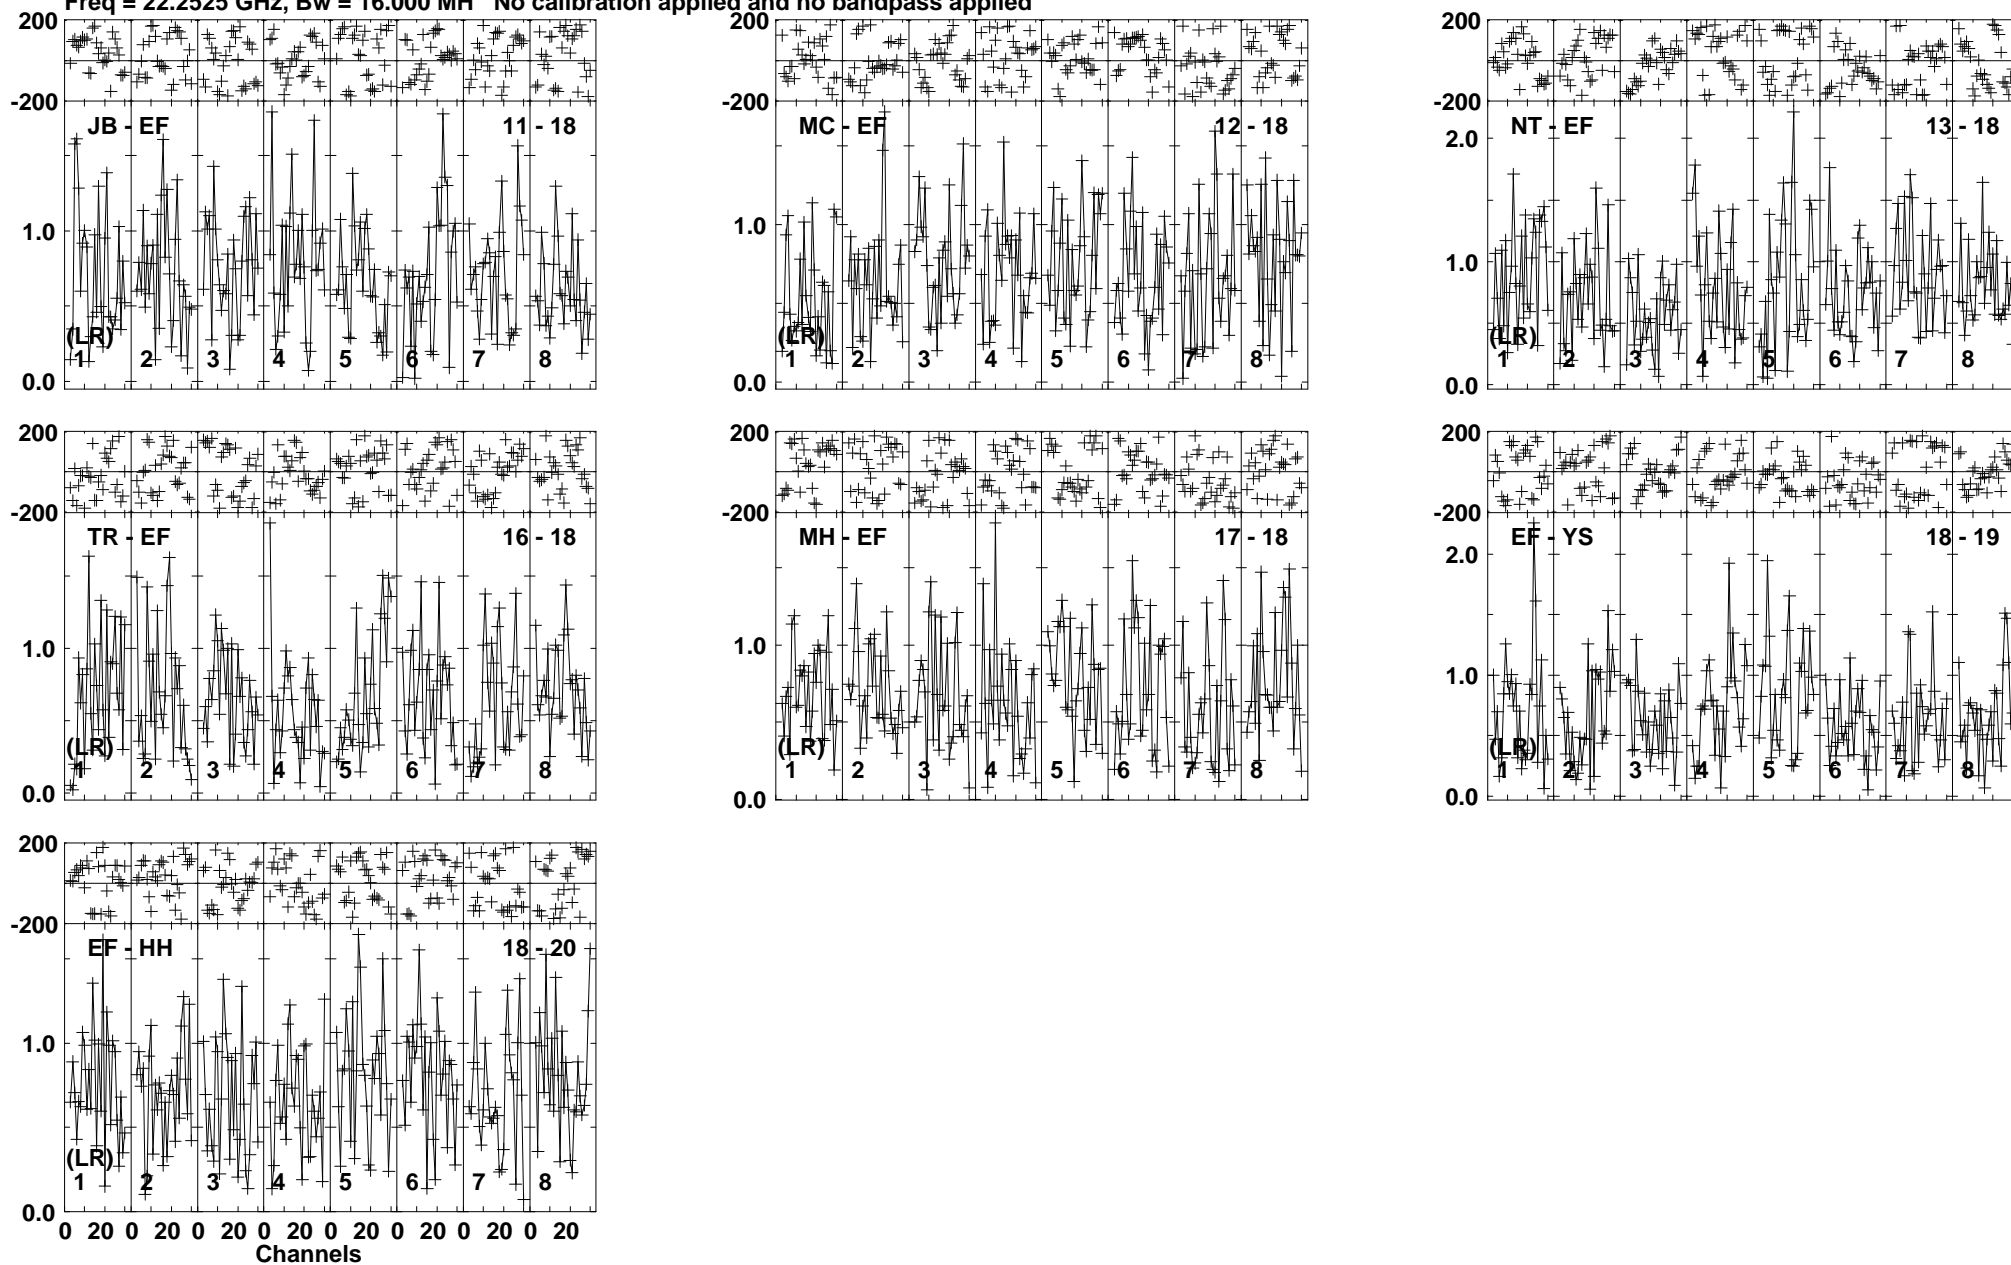 Freq = 22.2525 GHz, Bw = 16.000 MH No calibration applied and no bandpass applied
200 200 200
-200 -200 -200
JB - EF 11 - 18 MC - EF 12 - 18 NT - EF 13 - 18
2.0
1.0 1.0 1.0
(LR) (LR) (LR)
1 2 3 4 5 6 7 8 1 2 3 4 5 6 7 8 1 2 3 4 5 6 7 8
0.0 0.0 0.0
200 200 200
-200 -200 -200
TR - EF 16 - 18 MH - EF 17 - 18 EF - YS 18 - 19
2.0
1.0 1.0 1.0
(LR) (LR) (LR)
1 2 3 4 5 6 7 8 1 2 3 4 5 6 7 8 1 2 3 4 5 6 7 8
0.0 0.0 0.0
200
-200
EF - HH 18 - 20
1.0
(LR)
1 2 3 4 5 6 7 8
0.0
0 20 0 20 0 20 0 20 0 20 0 20 0 20 0 20
Channels